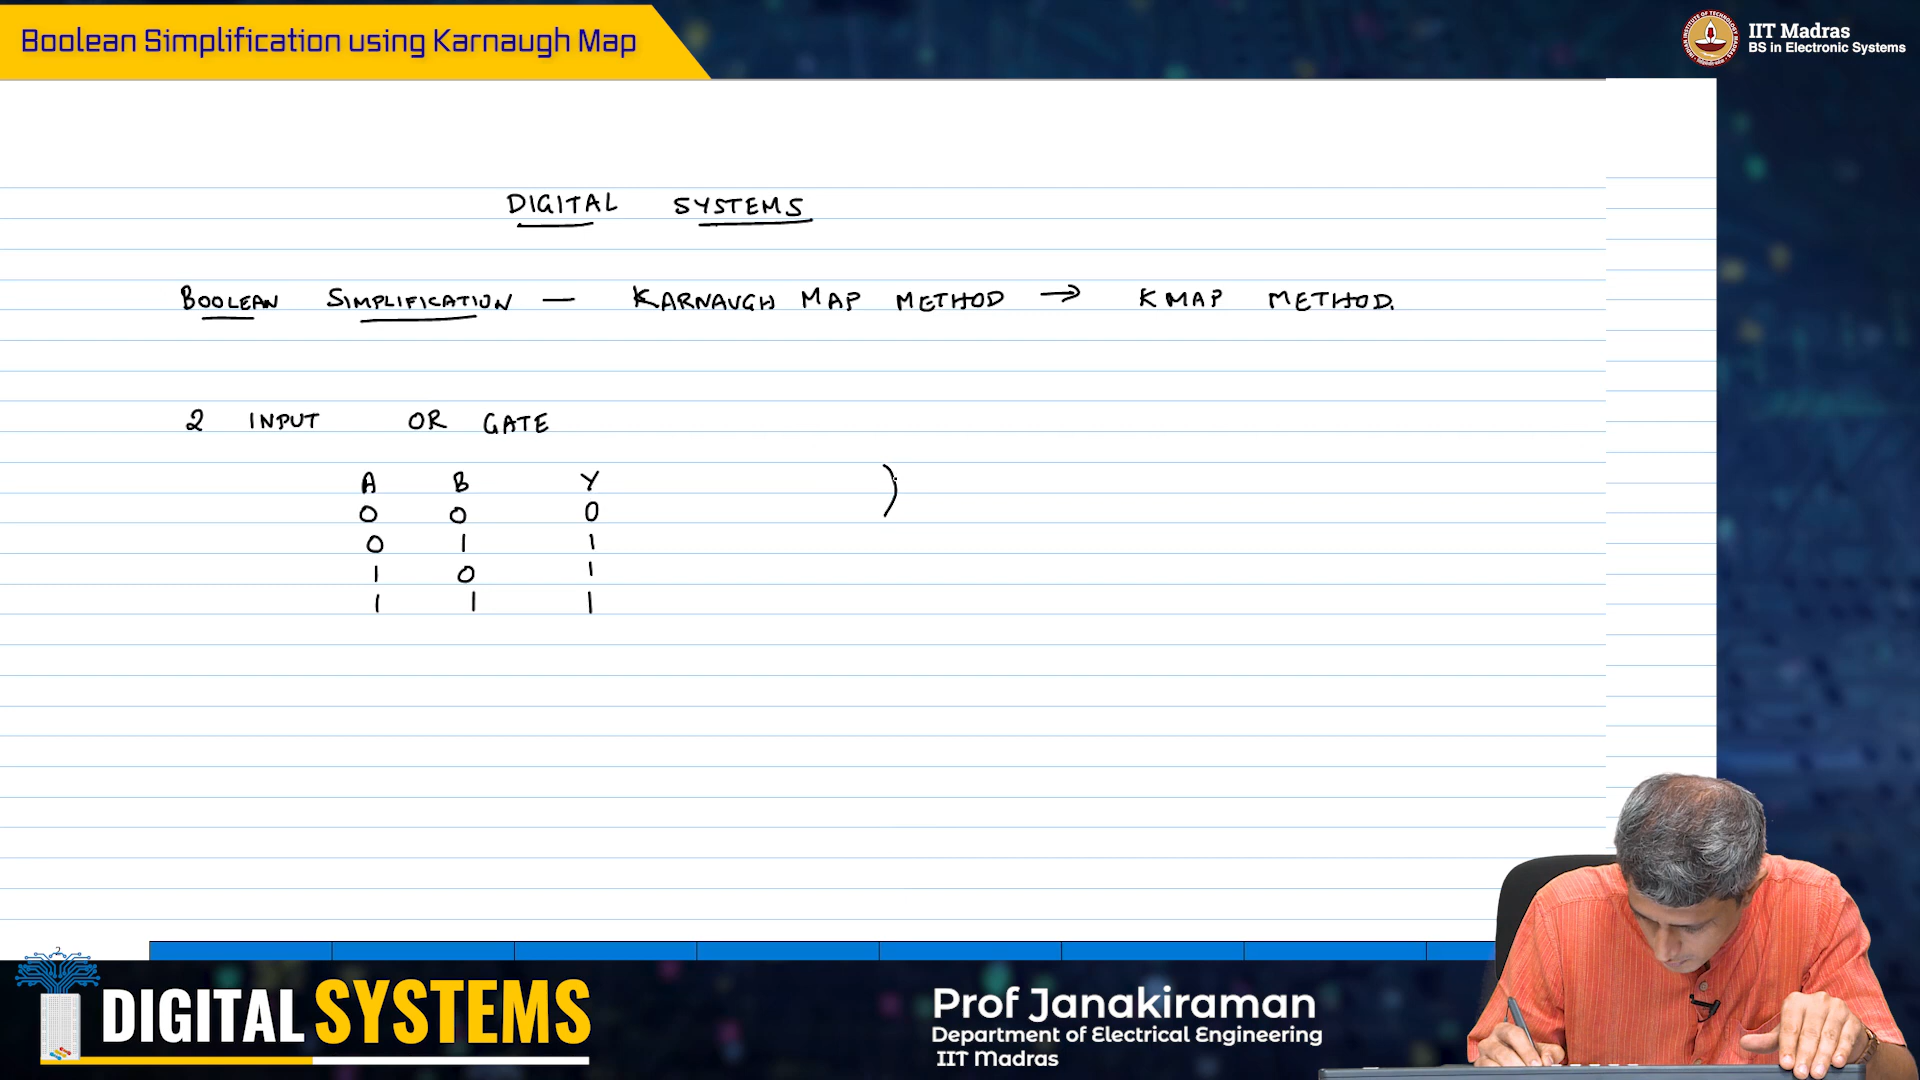 Boolean Simplification using Karnaugh Map
IIT Madras
BS in Electronic Systems
DIGITAL SYSTEMS
BOOLEAN SIMPLIFICATION — KARNAUGH MAP METHOD → KMAP METHOD.
2 INPUT OR GATE
A B Y
0 0 0
0 1 1
1 0 1
1 1 1
)
2
DIGITAL SYSTEMS
Prof Janakiraman
Department of Electrical Engineering
IIT Madras